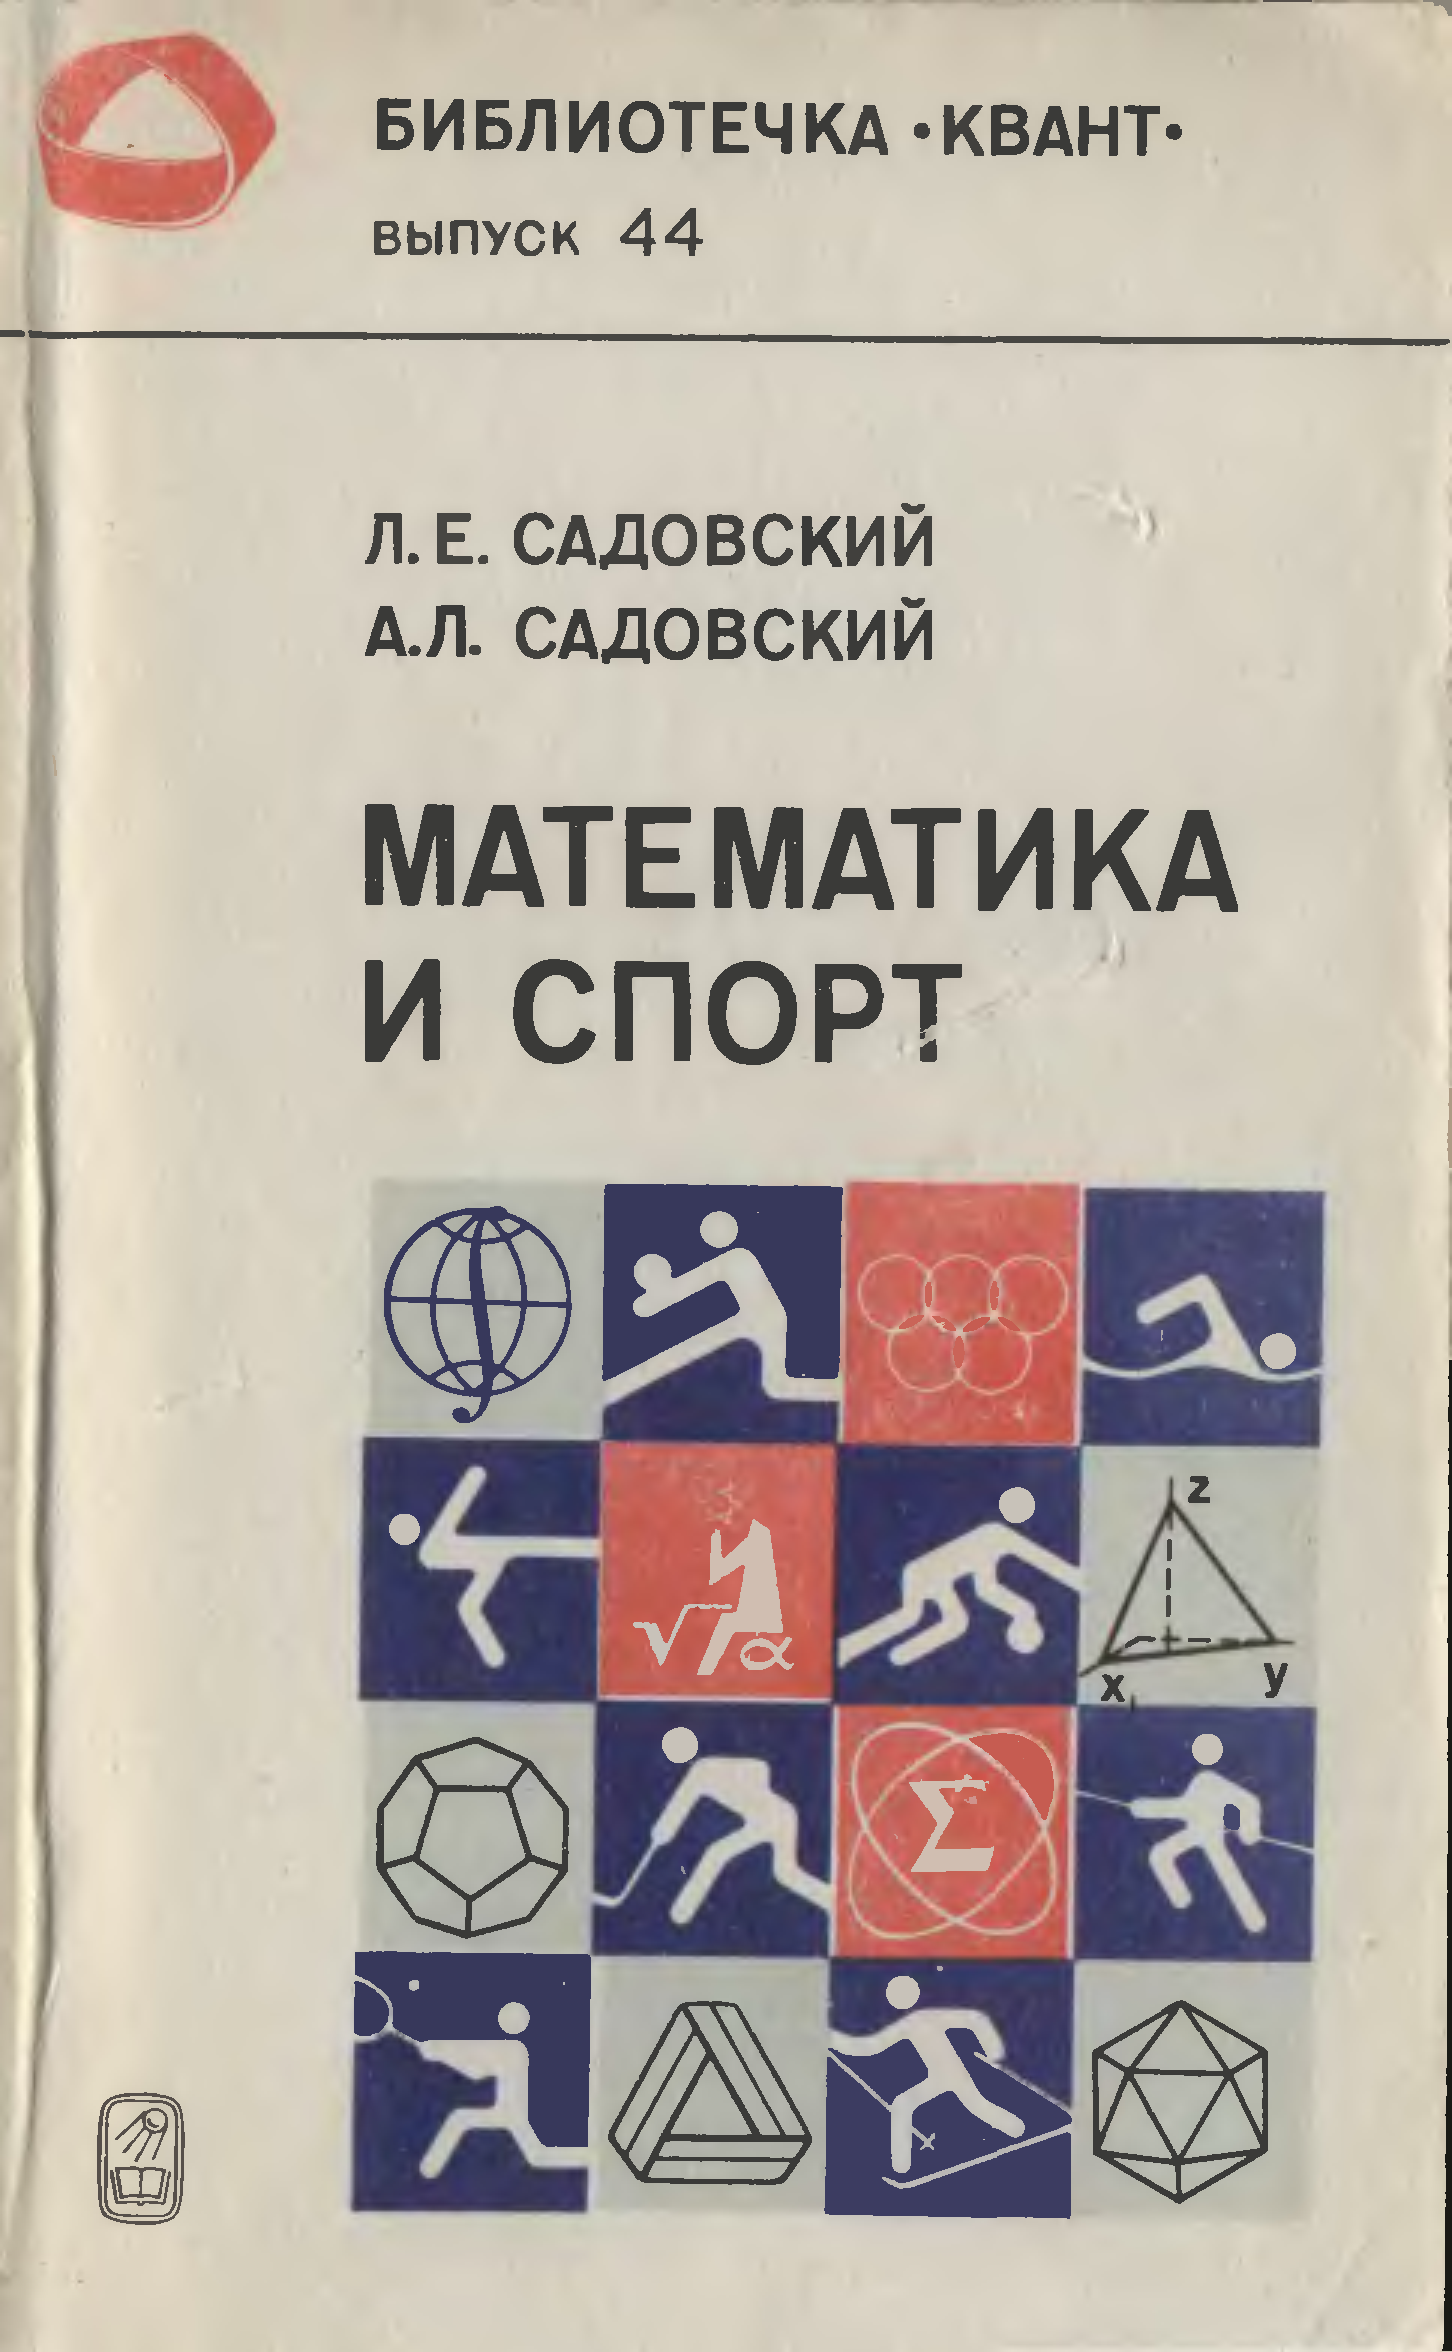 БИБЛИОТЕЧКА •КВАНТ•
ВЫПУСК 44
Л.Е. САДОВСКИЙ
А.Л. САДОВСКИЙ
МАТЕМАТИКА
И СПОРТ
z
√ α
x y
Σ